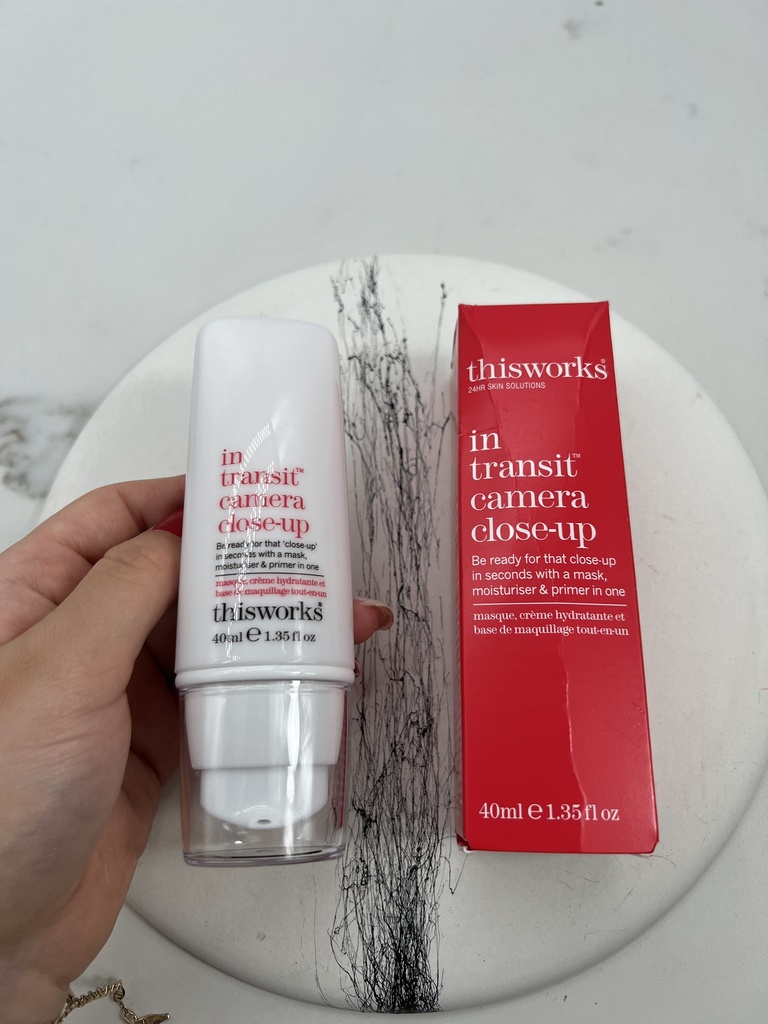 in
transit™
camera
close-up
Be ready for that 'close-up'
in seconds with a mask,
moisturiser & primer in one
masque, crème hydratante et
base de maquillage tout-en-un
thisworks®
40ml e 1.35 fl oz
thisworks®
24HR SKIN SOLUTIONS
in
transit™
camera
close-up
Be ready for that close-up
in seconds with a mask,
moisturiser & primer in one
masque, crème hydratante et
base de maquillage tout-en-un
40ml e 1.35 fl oz